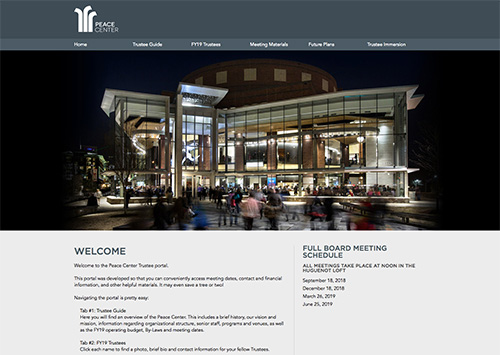 PEACE
CENTER
Home
Trustee Guide
FY19 Trustees
Meeting Materials
Future Plans
Trustee Immersion
WELCOME
Welcome to the Peace Center Trustee portal.
This portal was developed so that you can conveniently access meeting dates, contact and financial
information, and other helpful materials. It may even save a tree or two!
Navigating the portal is pretty easy:
Tab #1: Trustee Guide
Here you will find an overview of the Peace Center. This includes a brief history, our vision and
mission, information regarding organizational structure, senior staff, programs and venues, as well
as the FY19 operating budget, By-Laws and meeting dates.
Tab #2: FY19 Trustees
Click each name to find a photo, brief bio and contact information for your fellow Trustees.
FULL BOARD MEETING
SCHEDULE
ALL MEETINGS TAKE PLACE AT NOON IN THE
HUGUENOT LOFT
September 18, 2018
December 18, 2018
March 26, 2019
June 25, 2019